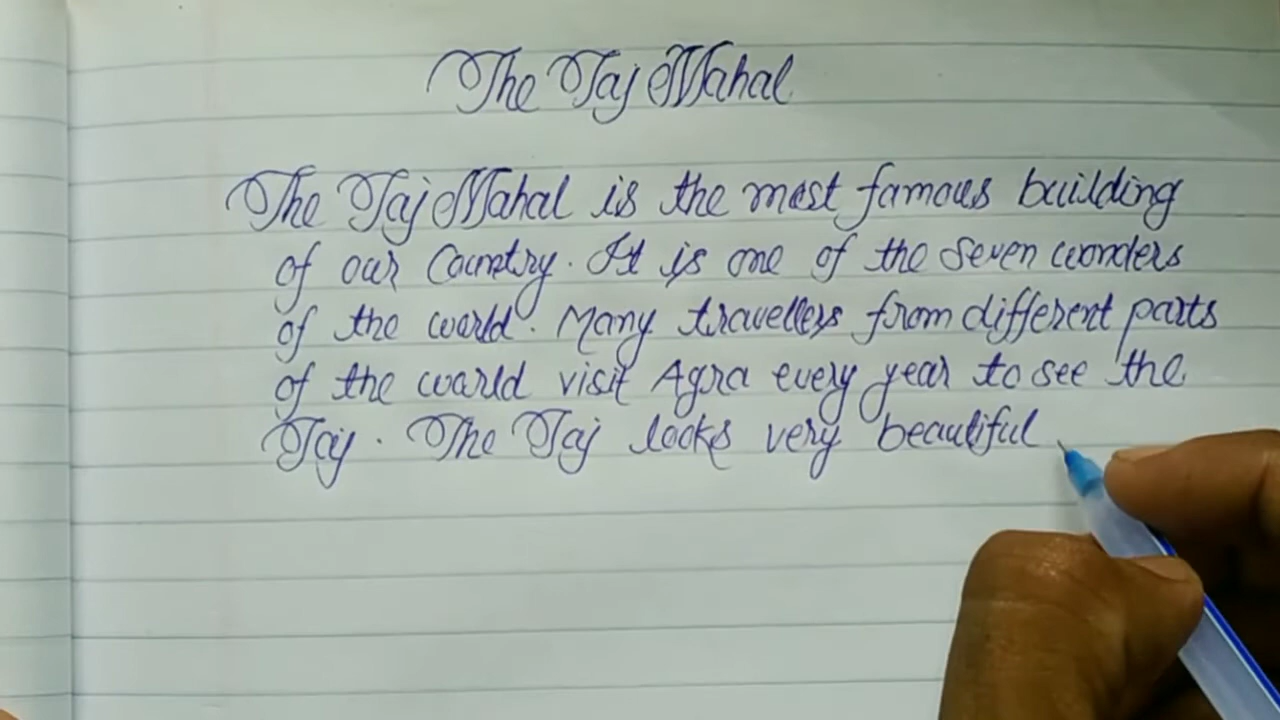 The Taj Mahal
The Taj Mahal is the most famous building
of our Country. It is one of the Seven wonders
of the world. Many travellers from different parts
of the world visit Agra every year to see the
Taj. The Taj looks very beautiful